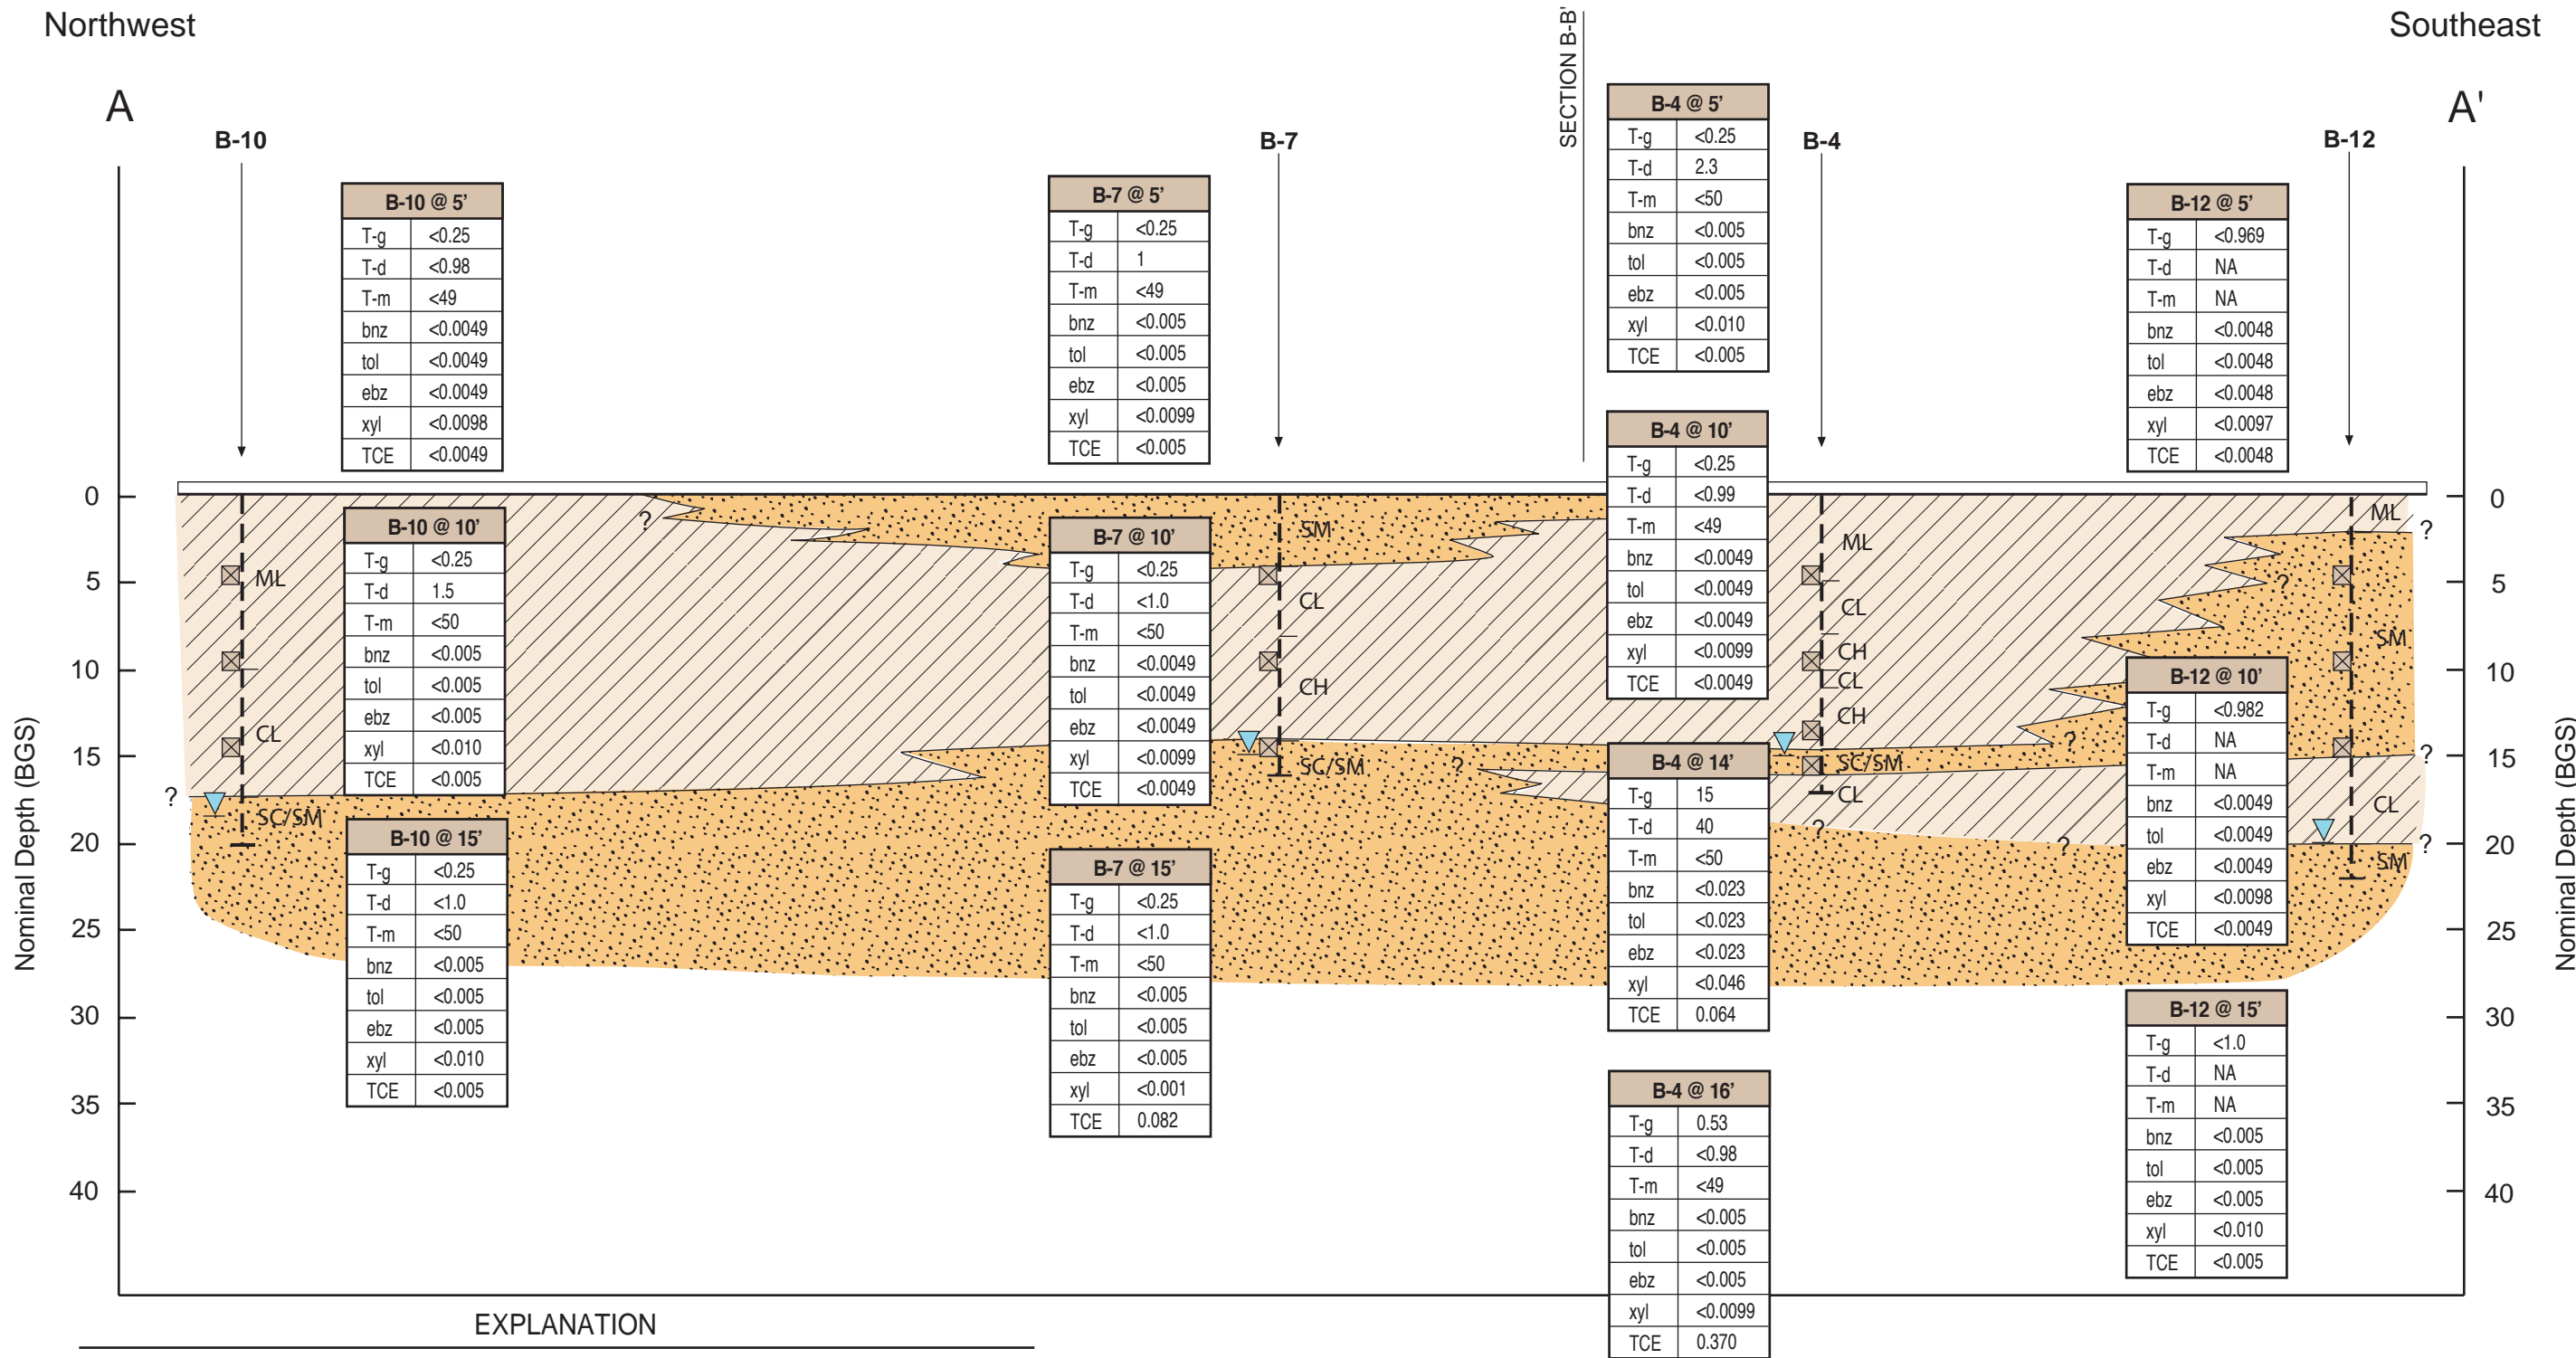 Northwest
Southeast
A
A'
SECTION B-B'
B-10
B-7
B-4
B-12
B-10 @ 5’
T-g <0.25
T-d <0.98
T-m <49
bnz <0.0049
tol <0.0049
ebz <0.0049
xyl <0.0098
TCE <0.0049
B-7 @ 5’
T-g <0.25
T-d 1
T-m <49
bnz <0.005
tol <0.005
ebz <0.005
xyl <0.0099
TCE <0.005
B-4 @ 5’
T-g <0.25
T-d 2.3
T-m <50
bnz <0.005
tol <0.005
ebz <0.005
xyl <0.010
TCE <0.005
B-12 @ 5’
T-g <0.969
T-d NA
T-m NA
bnz <0.0048
tol <0.0048
ebz <0.0048
xyl <0.0097
TCE <0.0048
B-10 @ 10’
T-g <0.25
T-d 1.5
T-m <50
bnz <0.005
tol <0.005
ebz <0.005
xyl <0.010
TCE <0.005
B-7 @ 10’
T-g <0.25
T-d <1.0
T-m <50
bnz <0.0049
tol <0.0049
ebz <0.0049
xyl <0.0099
TCE <0.0049
B-4 @ 10’
T-g <0.25
T-d <0.99
T-m <49
bnz <0.0049
tol <0.0049
ebz <0.0049
xyl <0.0099
TCE <0.0049
B-12 @ 10’
T-g <0.982
T-d NA
T-m NA
bnz <0.0049
tol <0.0049
ebz <0.0049
xyl <0.0098
TCE <0.0049
B-10 @ 15’
T-g <0.25
T-d <1.0
T-m <50
bnz <0.005
tol <0.005
ebz <0.005
xyl <0.010
TCE <0.005
B-7 @ 15’
T-g <0.25
T-d <1.0
T-m <50
bnz <0.005
tol <0.005
ebz <0.005
xyl <0.001
TCE 0.082
B-4 @ 14’
T-g 15
T-d 40
T-m <50
bnz <0.023
tol <0.023
ebz <0.023
xyl <0.046
TCE 0.064
B-12 @ 15’
T-g <1.0
T-d NA
T-m NA
bnz <0.005
tol <0.005
ebz <0.005
xyl <0.010
TCE <0.005
B-4 @ 16’
T-g 0.53
T-d <0.98
T-m <49
bnz <0.005
tol <0.005
ebz <0.005
xyl <0.0099
TCE 0.370
Nominal Depth (BGS)
0
5
10
15
20
25
30
35
40
?
?
ML
CL
SC/SM
SM
CL
CH
SC/SM
?
ML
CL
CH
CL
CH
SC/SM
CL
?
?
?
?
ML
SM
CL
SM
?
?
?
0
5
10
15
20
25
30
35
40
Nominal Depth (BGS)
EXPLANATION